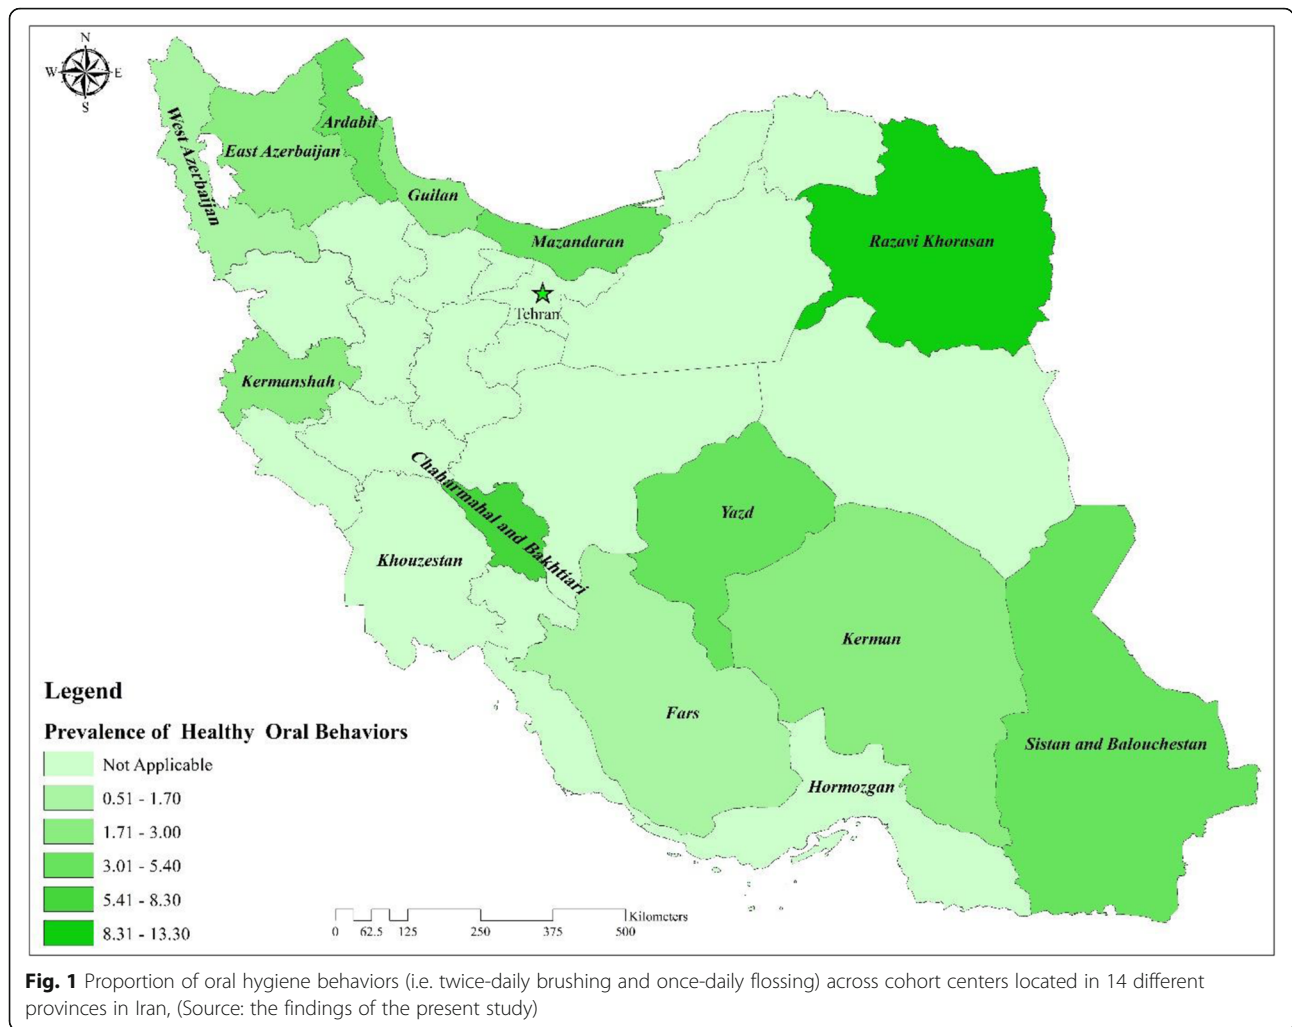 N
W
E
S
West Azerbaijan
East Azerbaijan
Ardabil
Guilan
Mazandaran
Razavi Khorasan
Tehran
Kermanshah
Chaharmahal and Bakhtiari
Yazd
Khouzestan
Kerman
Fars
Sistan and Balouchestan
Hormozgan
Legend
Prevalence of Healthy Oral Behaviors
Not Applicable
0.51 - 1.70
1.71 - 3.00
3.01 - 5.40
5.41 - 8.30
8.31 - 13.30
Kilometers
0 62.5 125 250 375 500
Fig. 1 Proportion of oral hygiene behaviors (i.e. twice-daily brushing and once-daily flossing) across cohort centers located in 14 different
provinces in Iran, (Source: the findings of the present study)